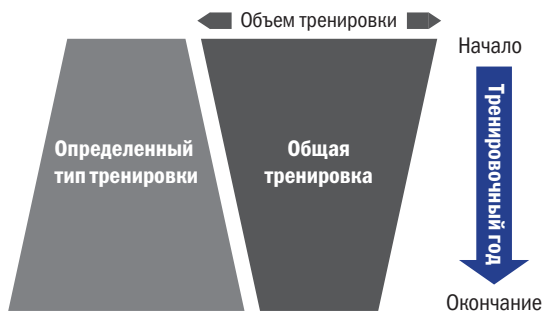 Объем тренировки
Начало
Определенный
тип тренировки
Общая
тренировка
Тренировочный год
Окончание